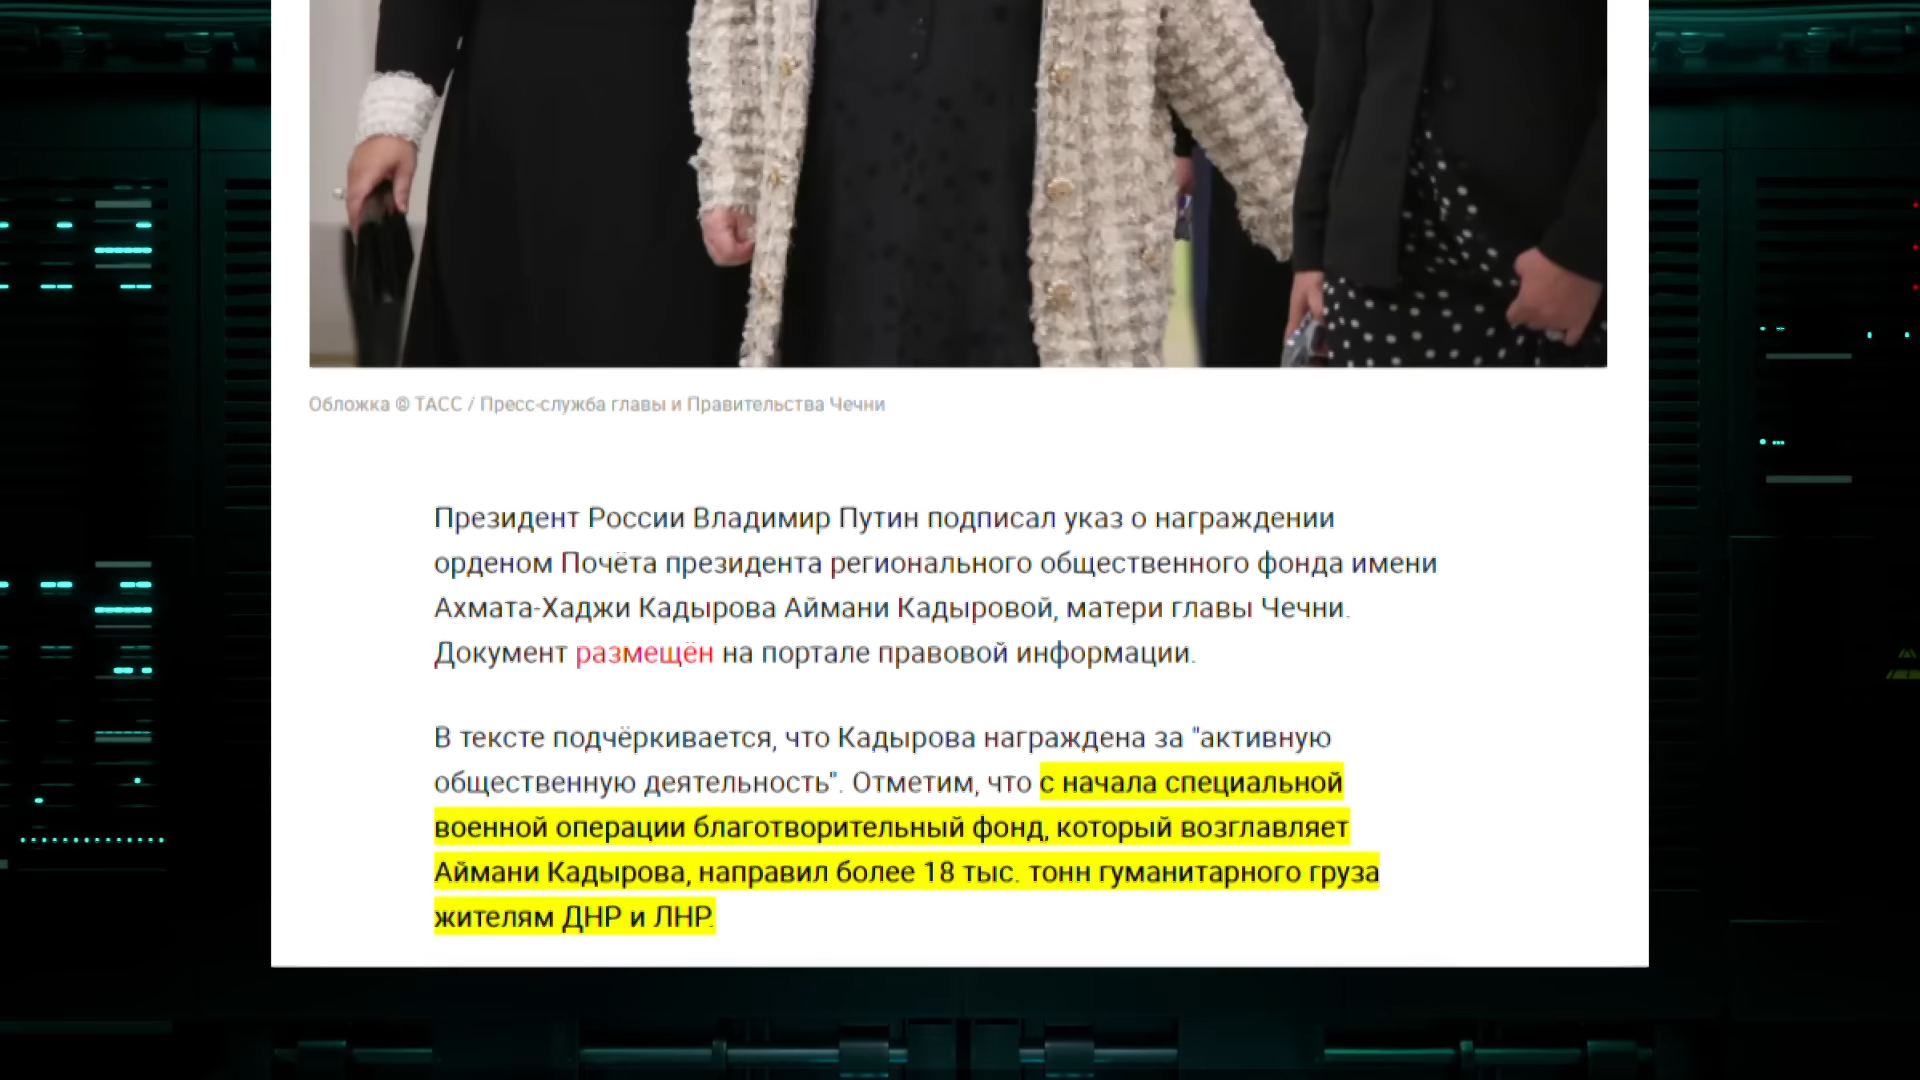 Обложка © ТАСС / Пресс-служба главы и Правительства Чечни
Президент России Владимир Путин подписал указ о награждении
орденом Почёта президента регионального общественного фонда имени
Ахмата-Хаджи Кадырова Аймани Кадыровой, матери главы Чечни.
Документ размещён на портале правовой информации.
В тексте подчёркивается, что Кадырова награждена за "активную
общественную деятельность". Отметим, что с начала специальной
военной операции благотворительный фонд, который возглавляет
Аймани Кадырова, направил более 18 тыс. тонн гуманитарного груза
жителям ДНР и ЛНР.